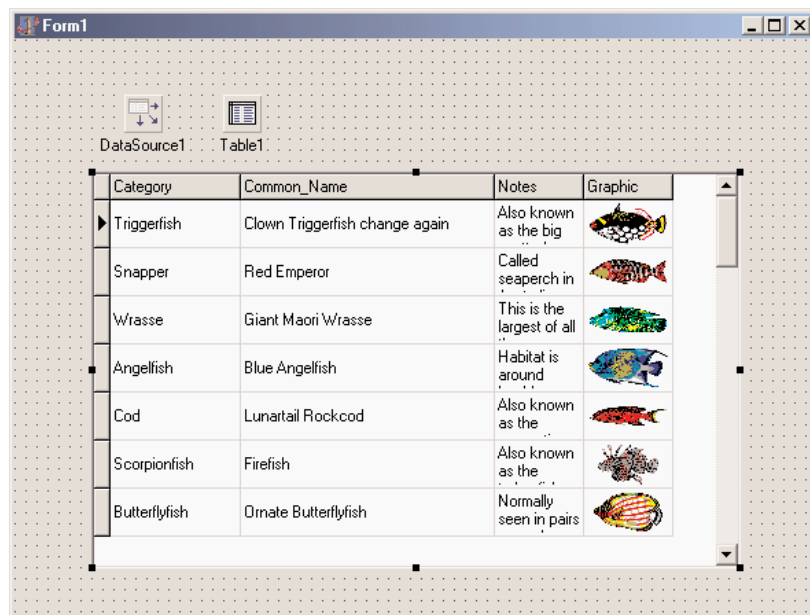 Form1
DataSource1 Table1
Category Common_Name Notes Graphic
Triggerfish Clown Triggerfish change again Also known
as the big
Snapper Red Emperor Called
seaperch in
Wrasse Giant Maori Wrasse This is the
largest of all
Angelfish Blue Angelfish Habitat is
around
Cod Lunartail Rockcod Also known
as the
Scorpionfish Firefish Also known
as the
Butterflyfish Ornate Butterflyfish Normally
seen in pairs